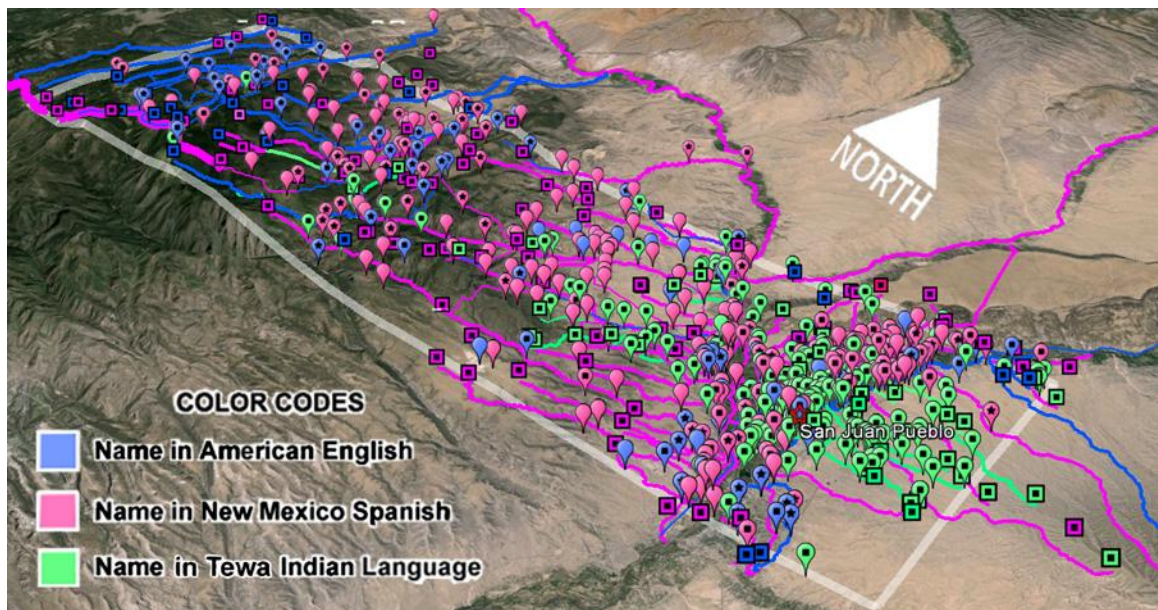 NORTH
San Juan Pueblo
COLOR CODES
Name in American English
Name in New Mexico Spanish
Name in Tewa Indian Language